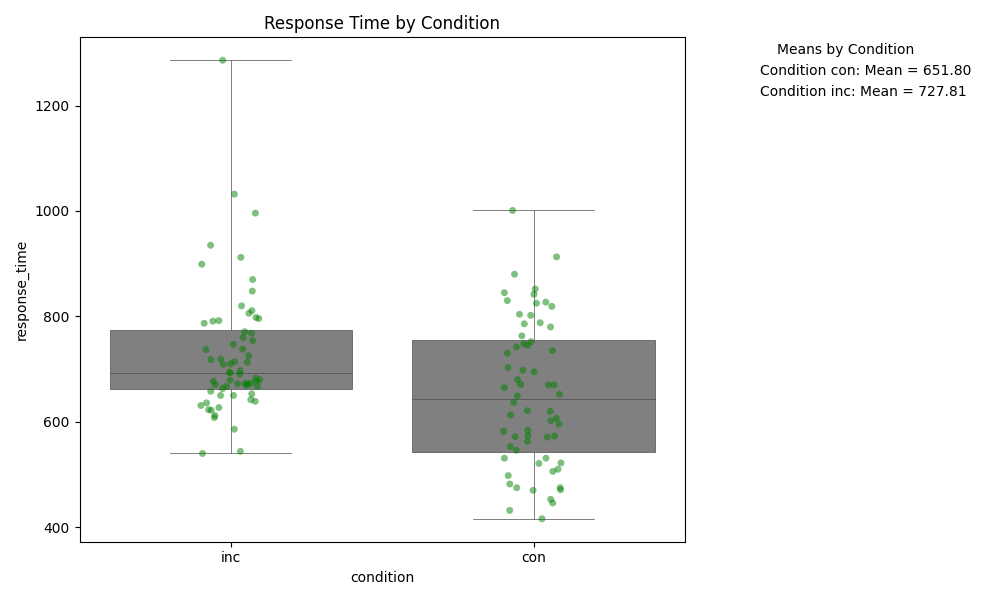 Response Time by Condition
Means by Condition
Condition con: Mean = 651.80
Condition inc: Mean = 727.81
response_time
1200
1000
800
600
400
inc
con
condition